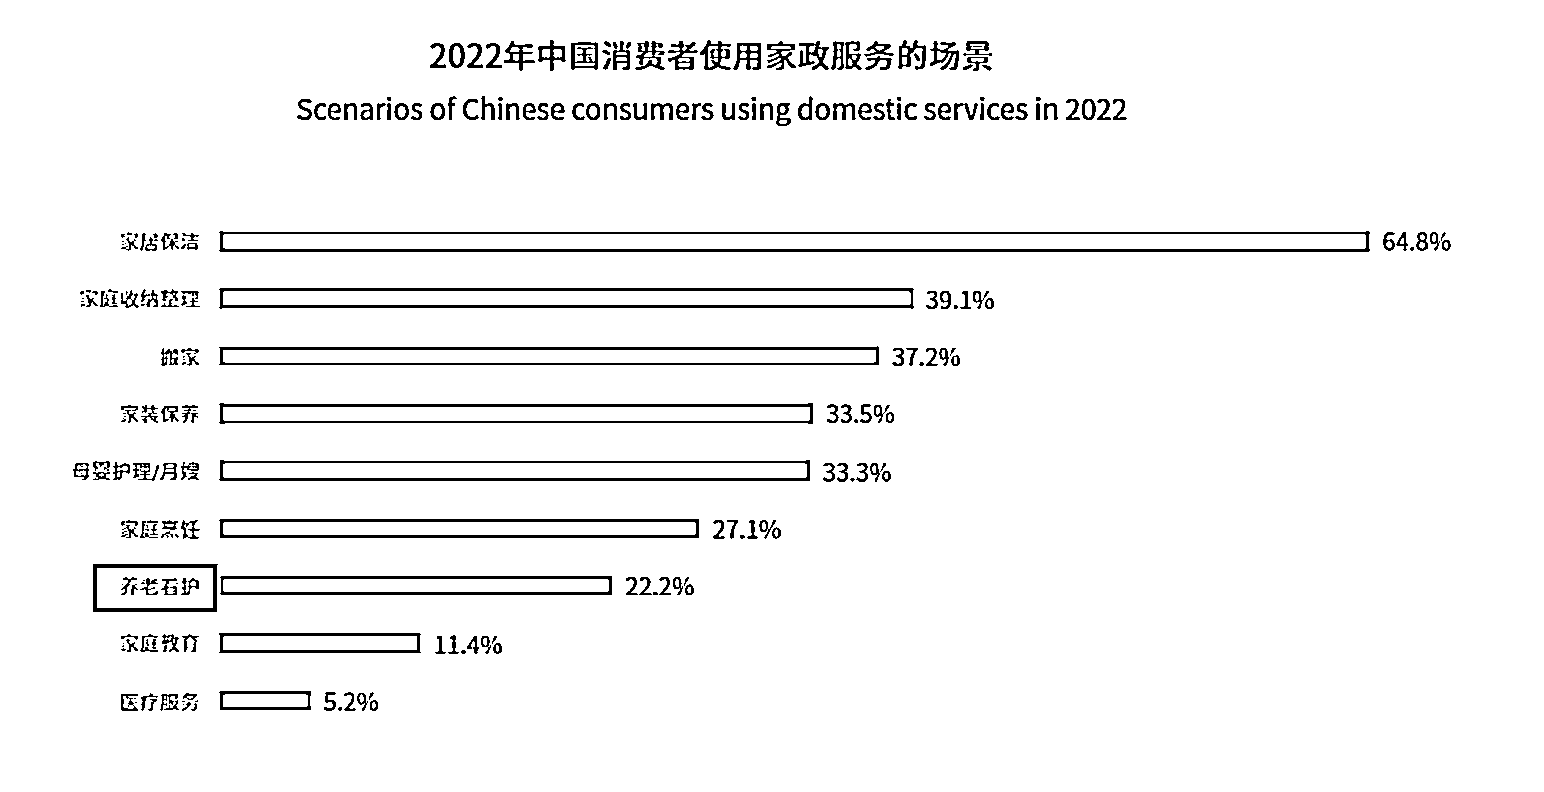 2022年中国消费者使用家政服务的场景
Scenarios of Chinese consumers using domestic services in 2022
家居保洁 64.8%
家庭收纳整理 39.1%
搬家 37.2%
家装保养 33.5%
母婴护理/月嫂 33.3%
家庭烹饪 27.1%
养老看护 22.2%
家庭教育 11.4%
医疗服务 5.2%